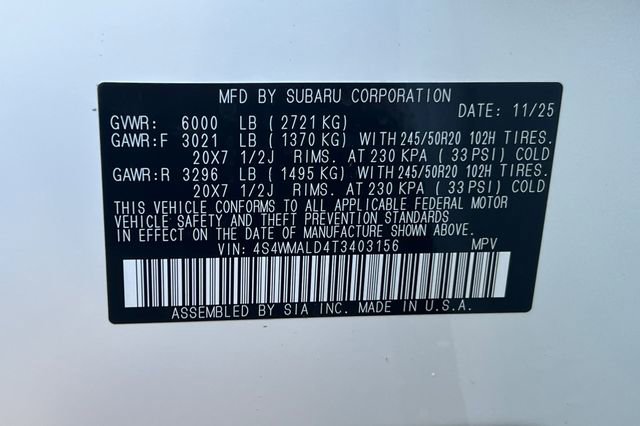 MFD BY SUBARU CORPORATION
DATE: 11/25
GVWR: 6000 LB (2721 KG)
GAWR:F 3021 LB (1370 KG) WITH 245/50R20 102H TIRES.
20X7 1/2J RIMS. AT 230 KPA (33 PSI) COLD
GAWR:R 3296 LB (1495 KG) WITH 245/50R20 102H TIRES.
20X7 1/2J RIMS. AT 230 KPA (33 PSI) COLD
THIS VEHICLE CONFORMS TO ALL APPLICABLE FEDERAL MOTOR
VEHICLE SAFETY AND THEFT PREVENTION STANDARDS
IN EFFECT ON THE DATE OF MANUFACTURE SHOWN ABOVE.
VIN: 4S4WMALD4T3403156 MPV
ASSEMBLED BY SIA INC. MADE IN U.S.A.